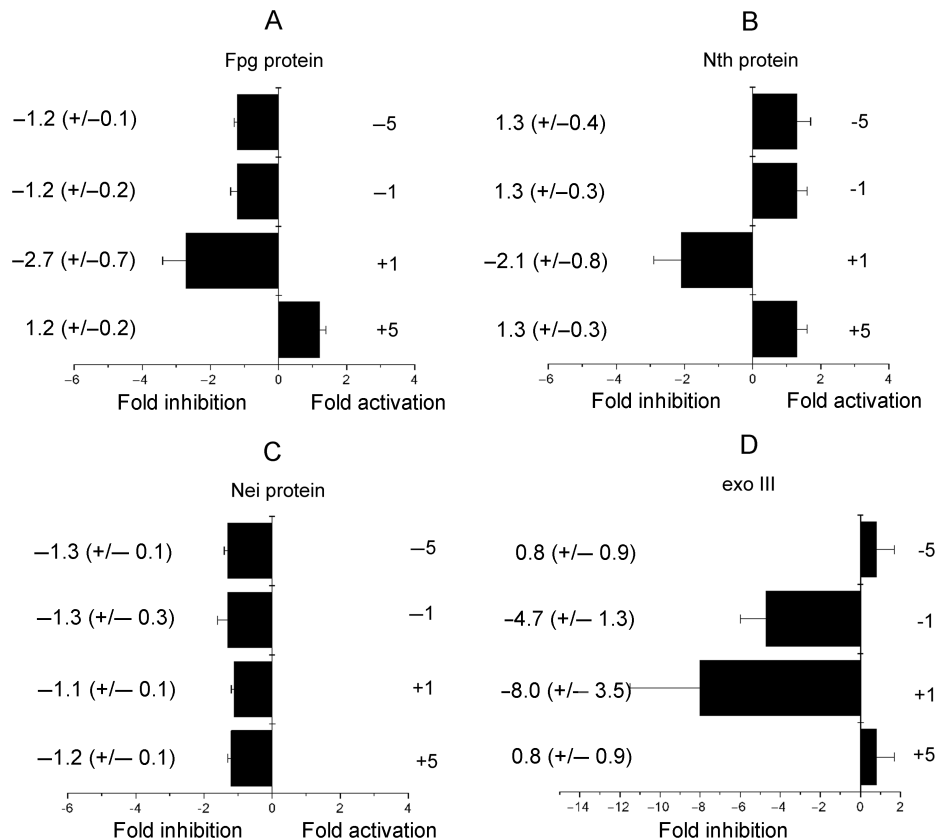 A
Fpg protein
–1.2 (+/–0.1) –5
–1.2 (+/–0.2) –1
–2.7 (+/–0.7) +1
1.2 (+/–0.2) +5
–6 –4 –2 0 2 4
Fold inhibition Fold activation
B
Nth protein
1.3 (+/–0.4) -5
1.3 (+/–0.3) -1
–2.1 (+/–0.8) +1
1.3 (+/–0.3) +5
–6 –4 –2 0 2 4
Fold inhibition Fold activation
C
Nei protein
–1.3 (+/– 0.1) –5
–1.3 (+/– 0.3) –1
–1.1 (+/– 0.1) +1
–1.2 (+/– 0.1) +5
–6 –4 –2 0 2 4
Fold inhibition Fold activation
D
exo III
0.8 (+/– 0.9) -5
–4.7 (+/– 1.3) -1
–8.0 (+/– 3.5) +1
0.8 (+/– 0.9) +5
–14 –12 –10 –8 –6 –4 –2 0 2
Fold inhibition